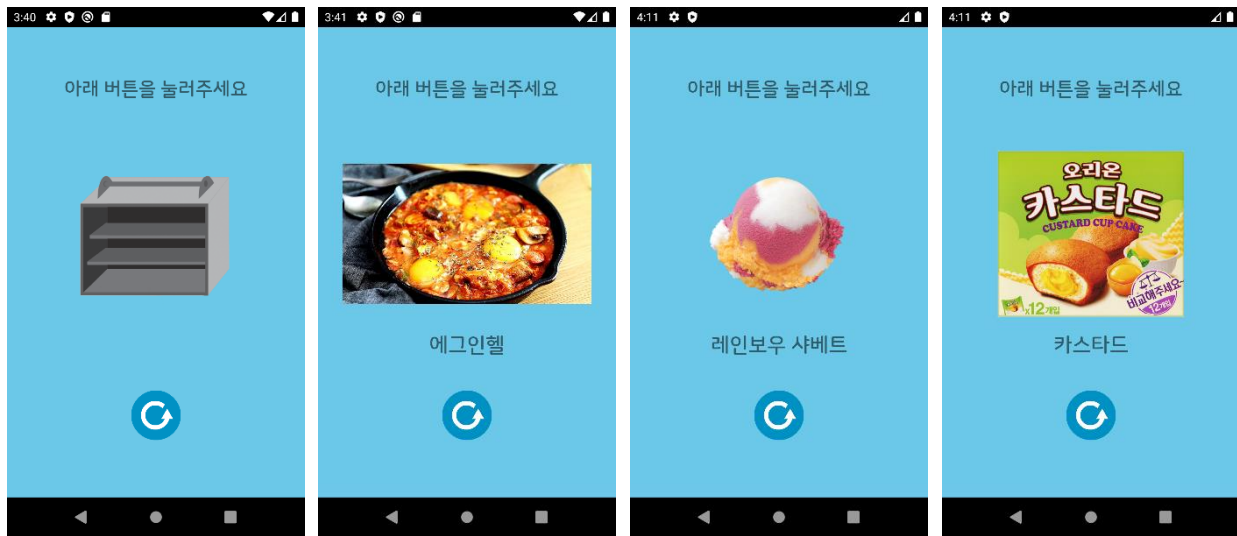 3:40
아래 버튼을 눌러주세요
3:41
아래 버튼을 눌러주세요
에그인헬
4:11
아래 버튼을 눌러주세요
레인보우 샤베트
4:11
아래 버튼을 눌러주세요
오리온
카스타드
CUSTARD CUP CAKE
비교해주세요
12개입
x12개입
카스타드